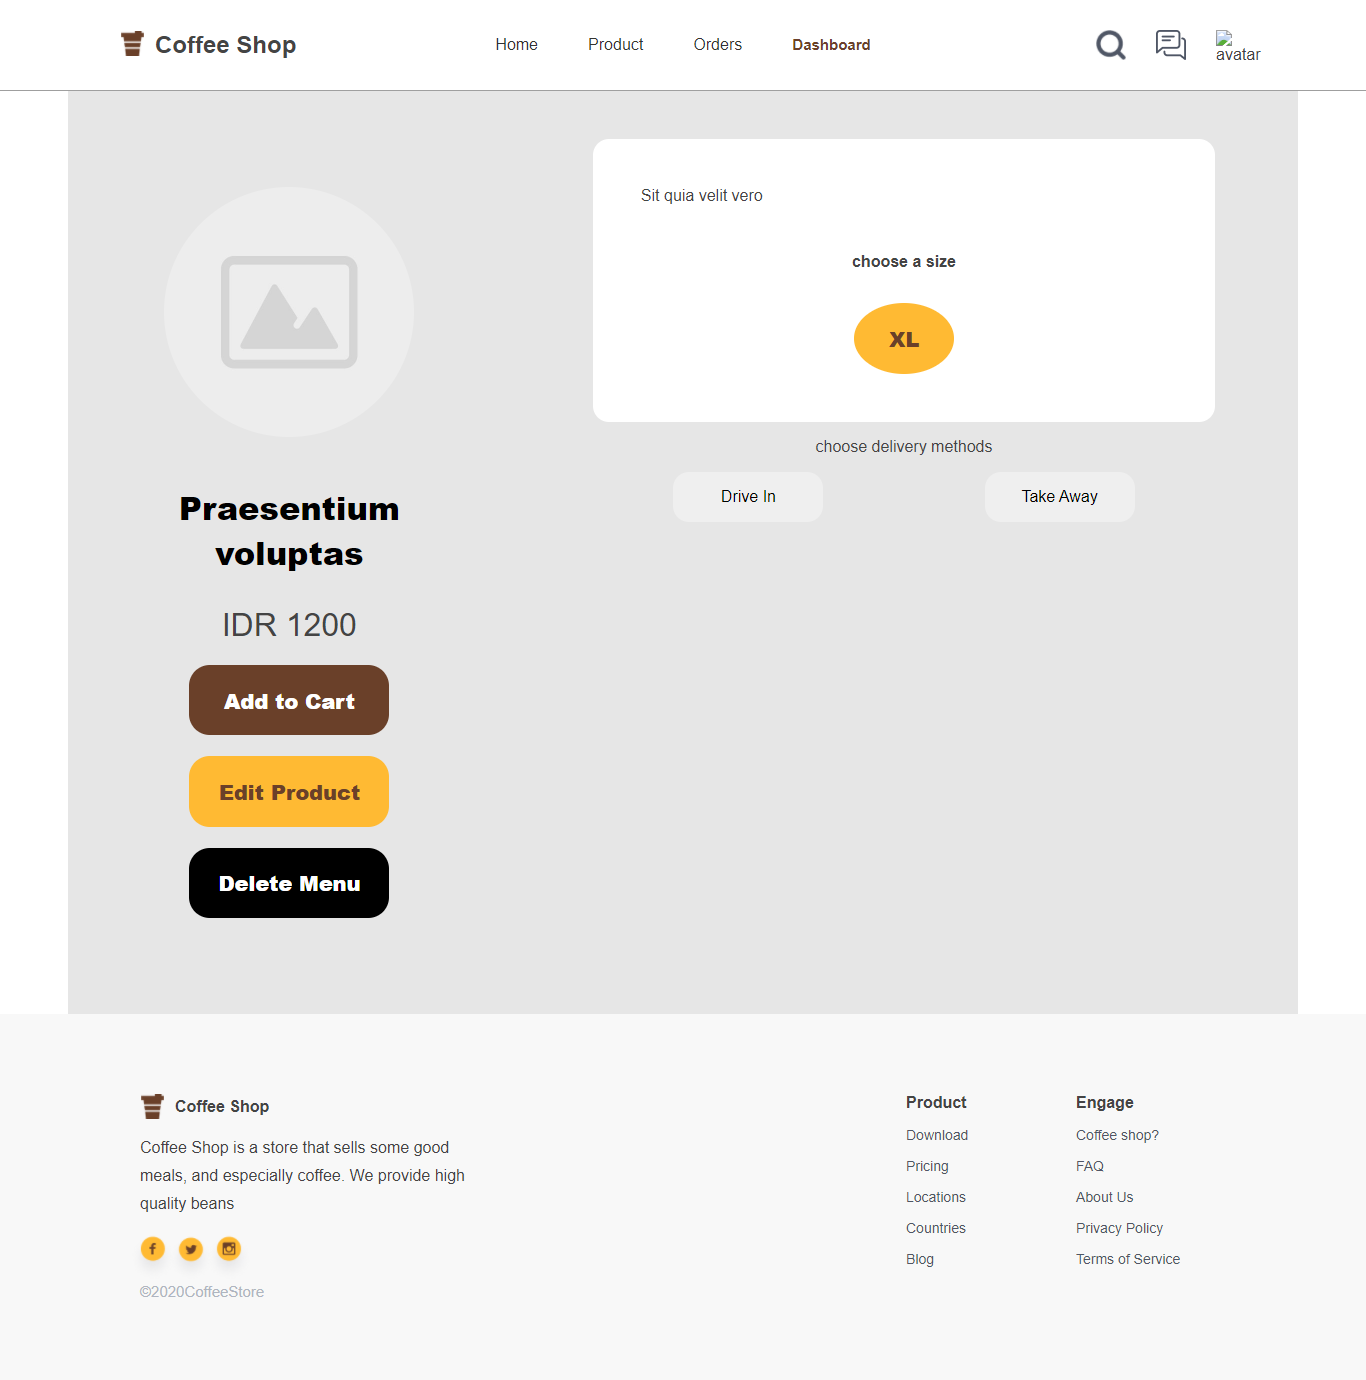 Coffee Shop
Home
Product
Orders
Dashboard
avatar
Sit quia velit vero
choose a size
XL
choose delivery methods
Drive In
Take Away
Praesentium
voluptas
IDR 1200
Add to Cart
Edit Product
Delete Menu
Coffee Shop
Coffee Shop is a store that sells some good
meals, and especially coffee. We provide high
quality beans
©2020CoffeeStore
Product
Download
Pricing
Locations
Countries
Blog
Engage
Coffee shop?
FAQ
About Us
Privacy Policy
Terms of Service